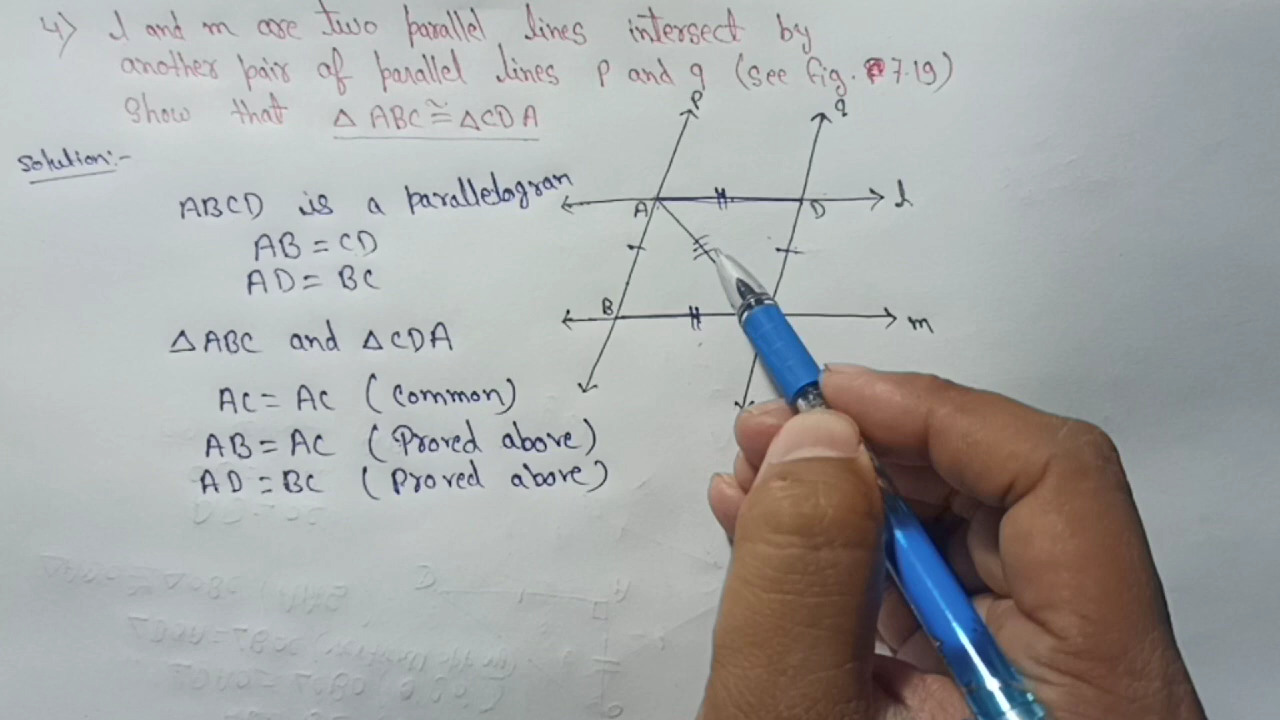 4) l and m are two parallel lines intersect by
another pair of parallel lines p and q (see fig. 7.19)
Show that △ ABC ≅ △CDA
Solution:-
ABCD is a parallelogran
AB = CD
AD = BC
△ABC and △CDA
AC = AC (Common)
AB = AC (Proved above)
AD = BC (Proved above)
P
q
A
D
l
B
m